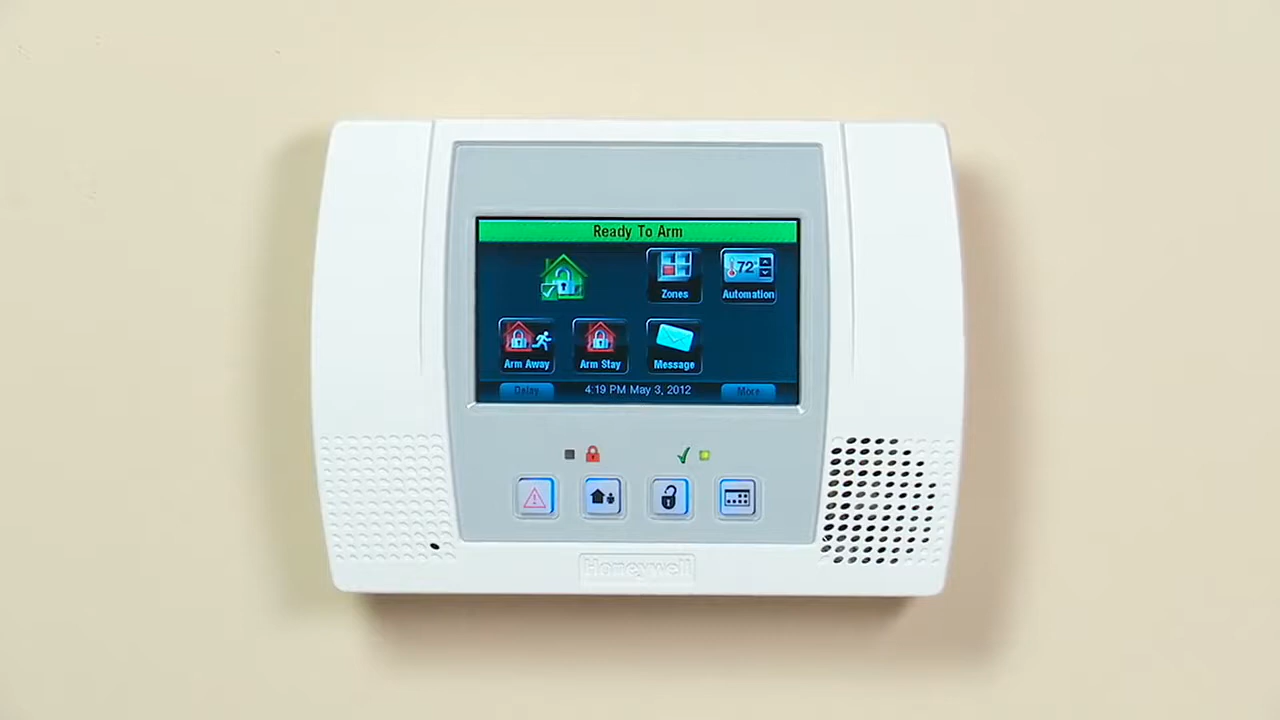 Ready To Arm
72°
Zones
Automation
Arm Away
Arm Stay
Message
Delay
4:19 PM May 3, 2012
More
Honeywell